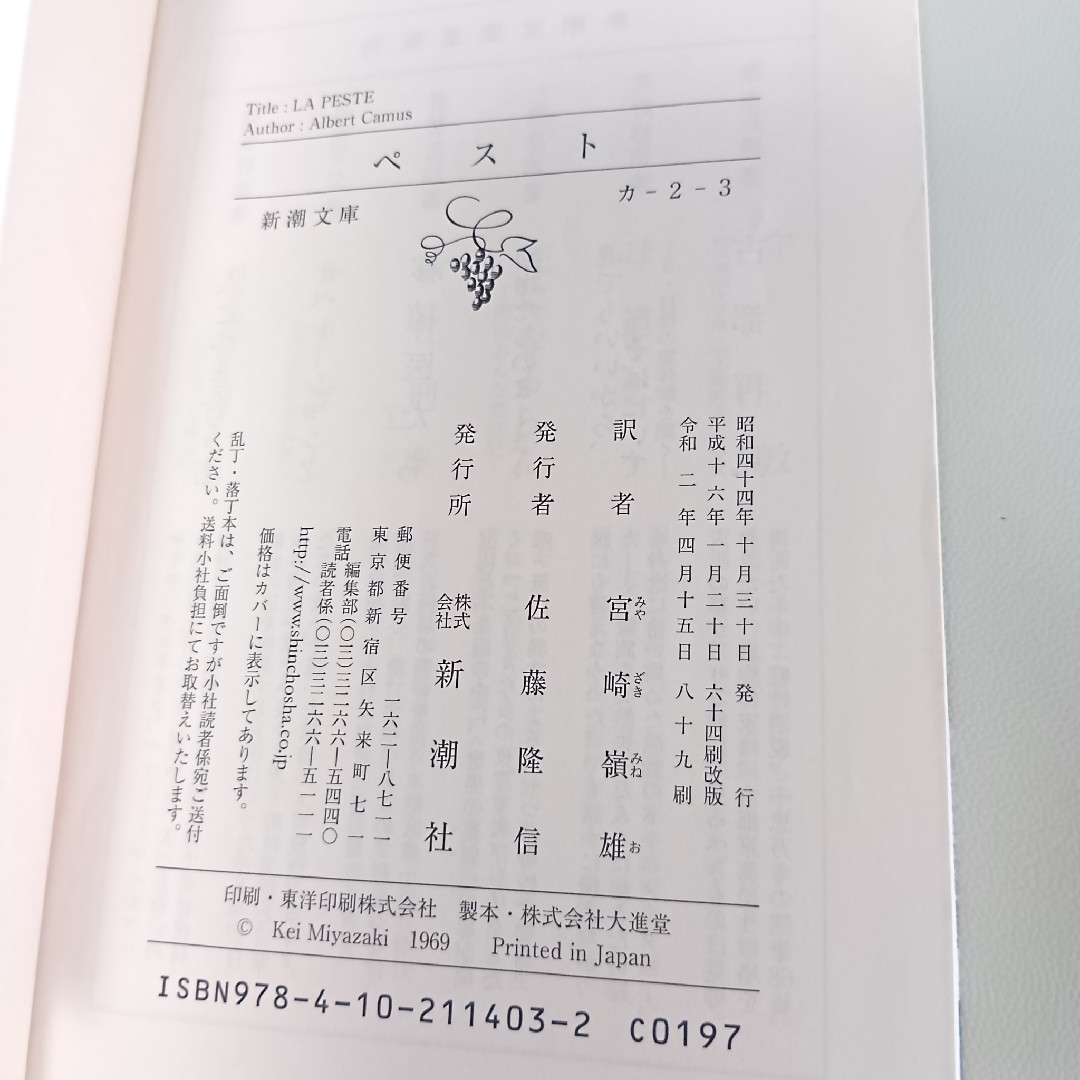 Title : LA PESTE
Author : Albert Camus
ペスト
新潮文庫
カ-2-3
昭和四十四年十月三十日 発行
平成十六年一月二十日 六十四刷改版
令和二年四月十五日 八十九刷
訳者 宮崎嶺雄
みやざきみねお
発行者 佐藤隆信
発行所 株式会社 新潮社
郵便番号 一六二―八七一一
東京都新宿区矢来町七一
電話 編集部(〇三)三二六六―五四四〇
読者係(〇三)三二六六―五一一一
http://www.shinchosha.co.jp
価格はカバーに表示してあります。
乱丁・落丁本は、ご面倒ですが小社読者係宛ご送付
ください。送料小社負担にてお取替えいたします。
印刷・東洋印刷株式会社 製本・株式会社大進堂
© Kei Miyazaki 1969 Printed in Japan
ISBN978-4-10-211403-2 C0197